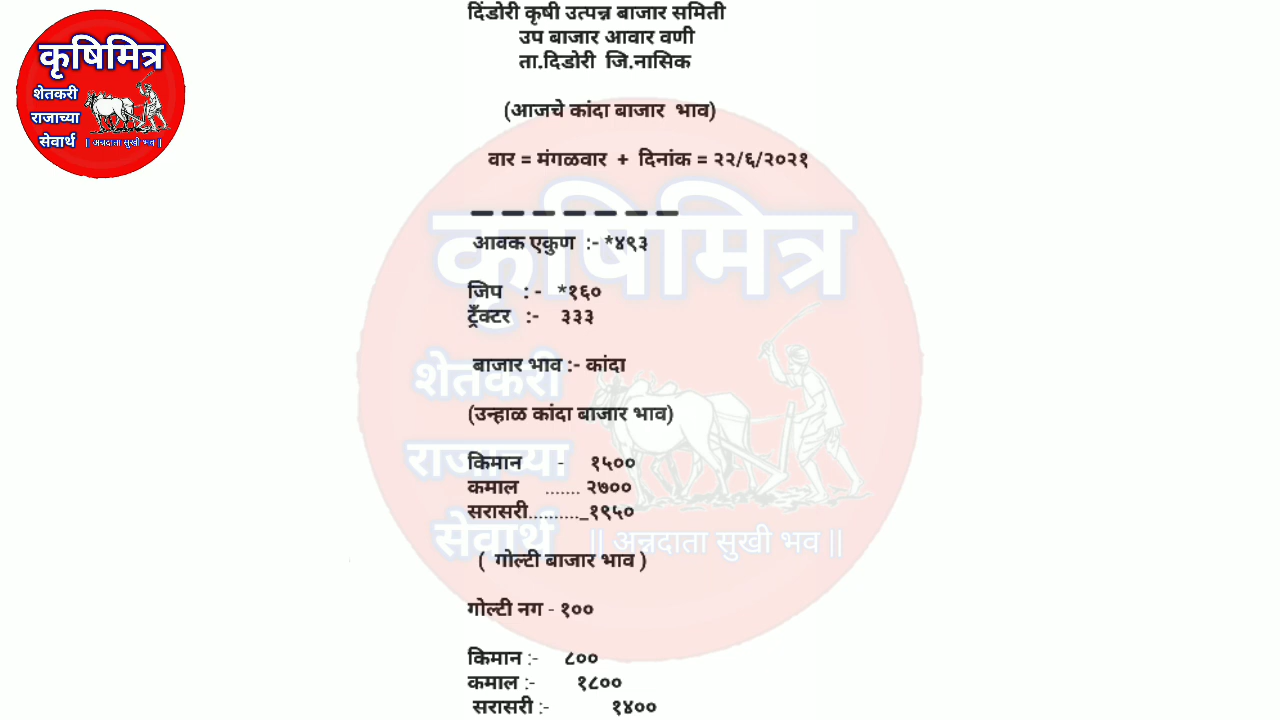 कृषिमित्र
शेतकरी
राजाच्या
सेवार्थ
|| अन्नदाता सुखी भव ||
दिंडोरी कृषी उत्पन्न बाजार समिती
उप बाजार आवार वणी
ता.दिडोरी जि.नासिक
(आजचे कांदा बाजार भाव)
वार = मंगळवार + दिनांक = २२/६/२०२१
आवक एकुण :- *४९३
जिप : - *१६०
ट्रॅंक्टर :- ३३३
बाजार भाव :- कांदा
(उन्हाळ कांदा बाजार भाव)
किमान - १५००
कमाल ....... २७००
सरासरी.........._१९५०
( गोल्टी बाजार भाव )
गोल्टी नग - १००
किमान :- ८००
कमाल :- १८००
सरासरी :- १४००
कृषिमित्र
शेतकरी
राजाच्या
सेवार्थ
|| अन्नदाता सुखी भव ||